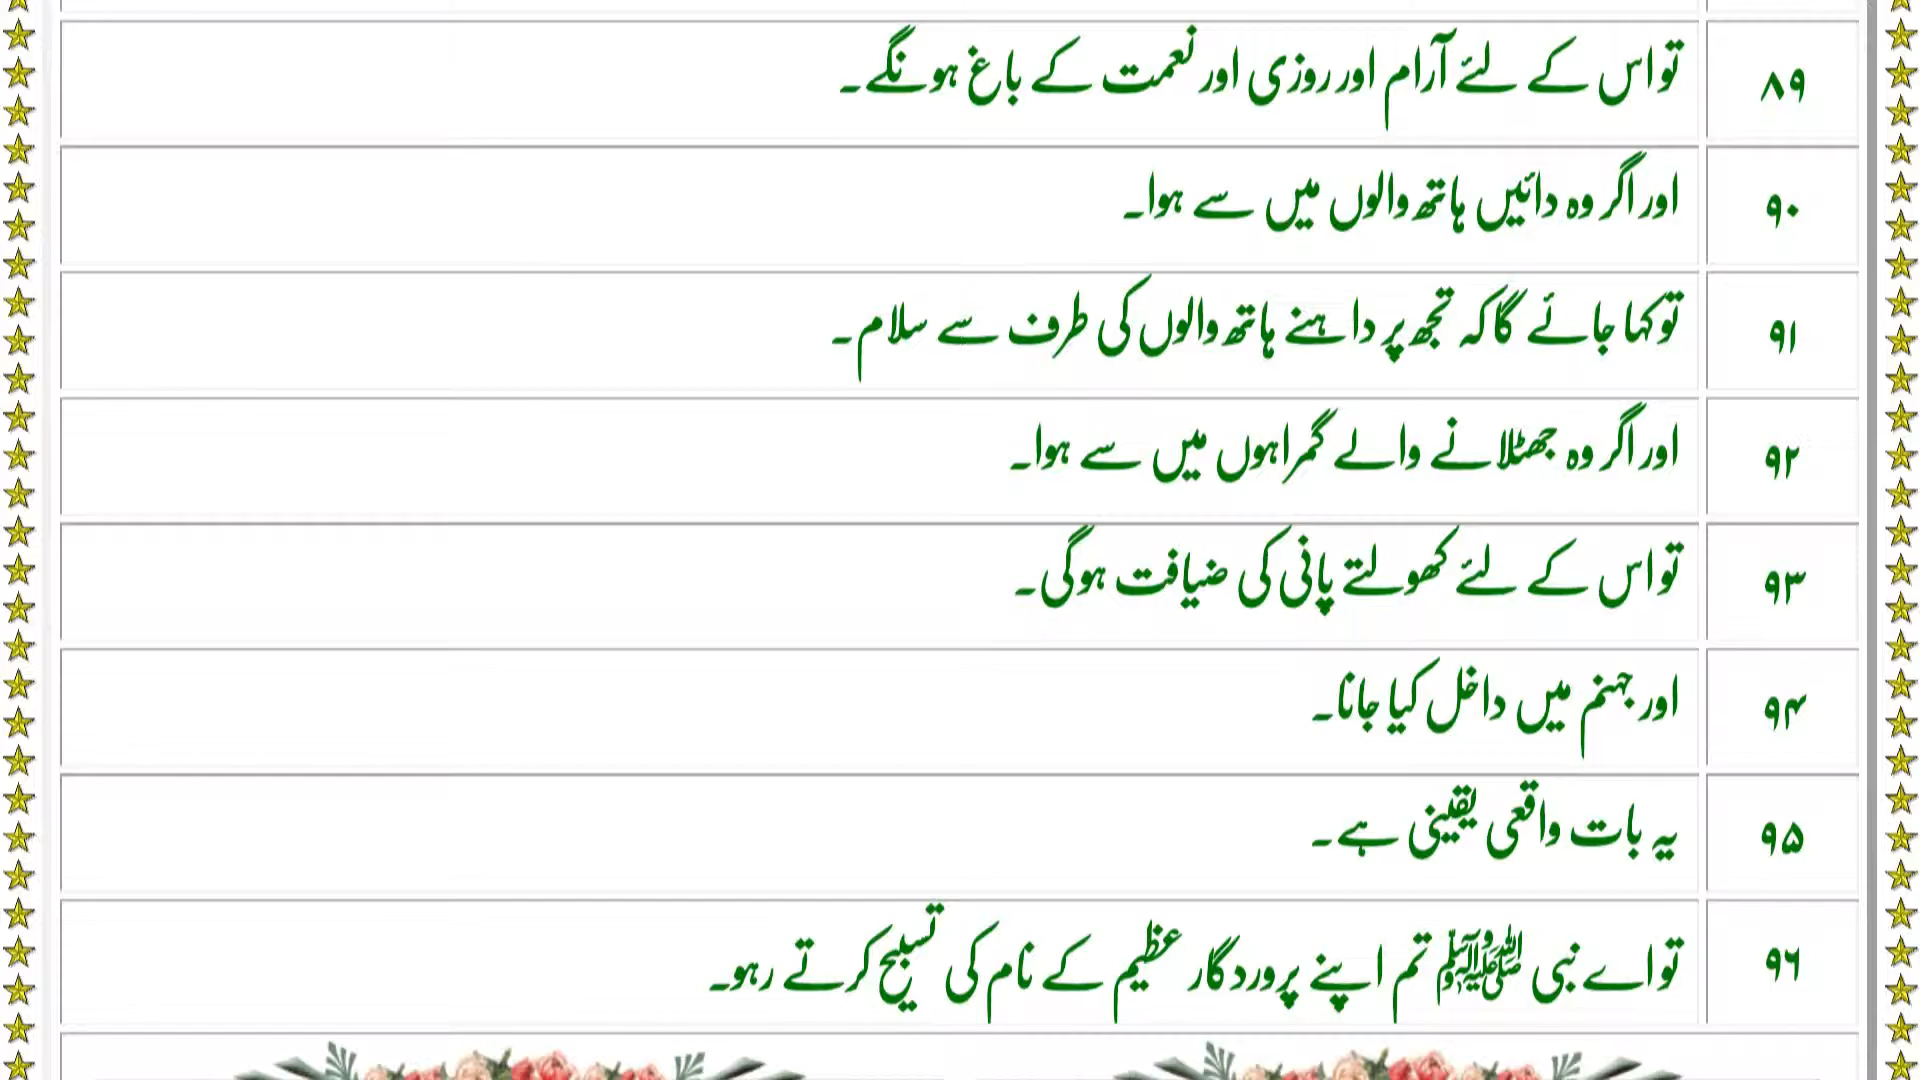 ۸۹ تو اس کے لئے آرام اور روزی اور نعمت کے باغ ہونگے۔
۹۰ اور اگر وہ دائیں ہاتھ والوں میں سے ہوا۔
۹۱ تو کہا جائے گا کہ تجھ پر داہنے ہاتھ والوں کی طرف سے سلام۔
۹۲ اور اگر وہ جھٹلانے والے گمراہوں میں سے ہوا۔
۹۳ تو اس کے لئے کھولتے پانی کی ضیافت ہوگی۔
۹۴ اور جہنم میں داخل کیا جانا۔
۹۵ یہ بات واقعی یقینی ہے۔
۹۶ تو اے نبی ﷺ تم اپنے پروردگار عظیم کے نام کی تسبیح کرتے رہو۔